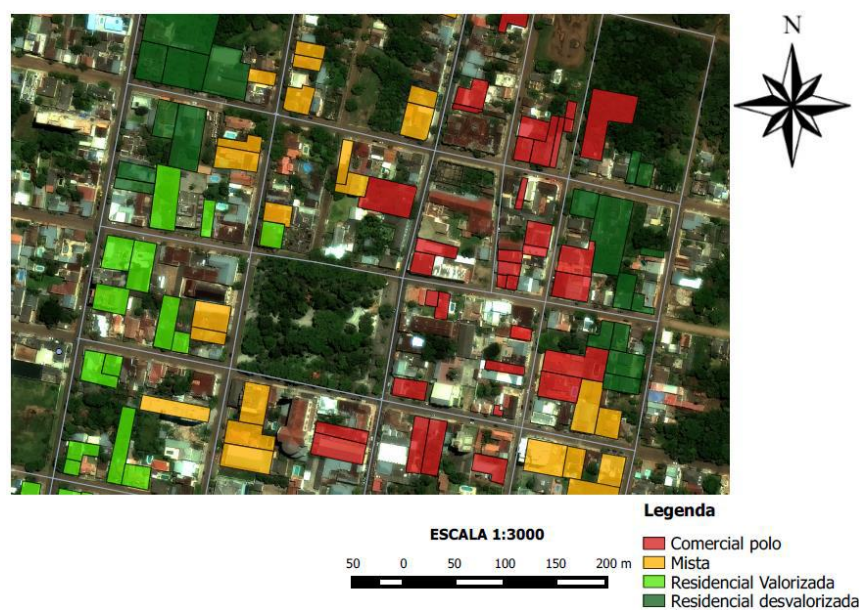 N
Legenda
ESCALA 1:3000
50 0 50 100 150 200 m
Comercial polo
Mista
Residencial Valorizada
Residencial desvalorizada